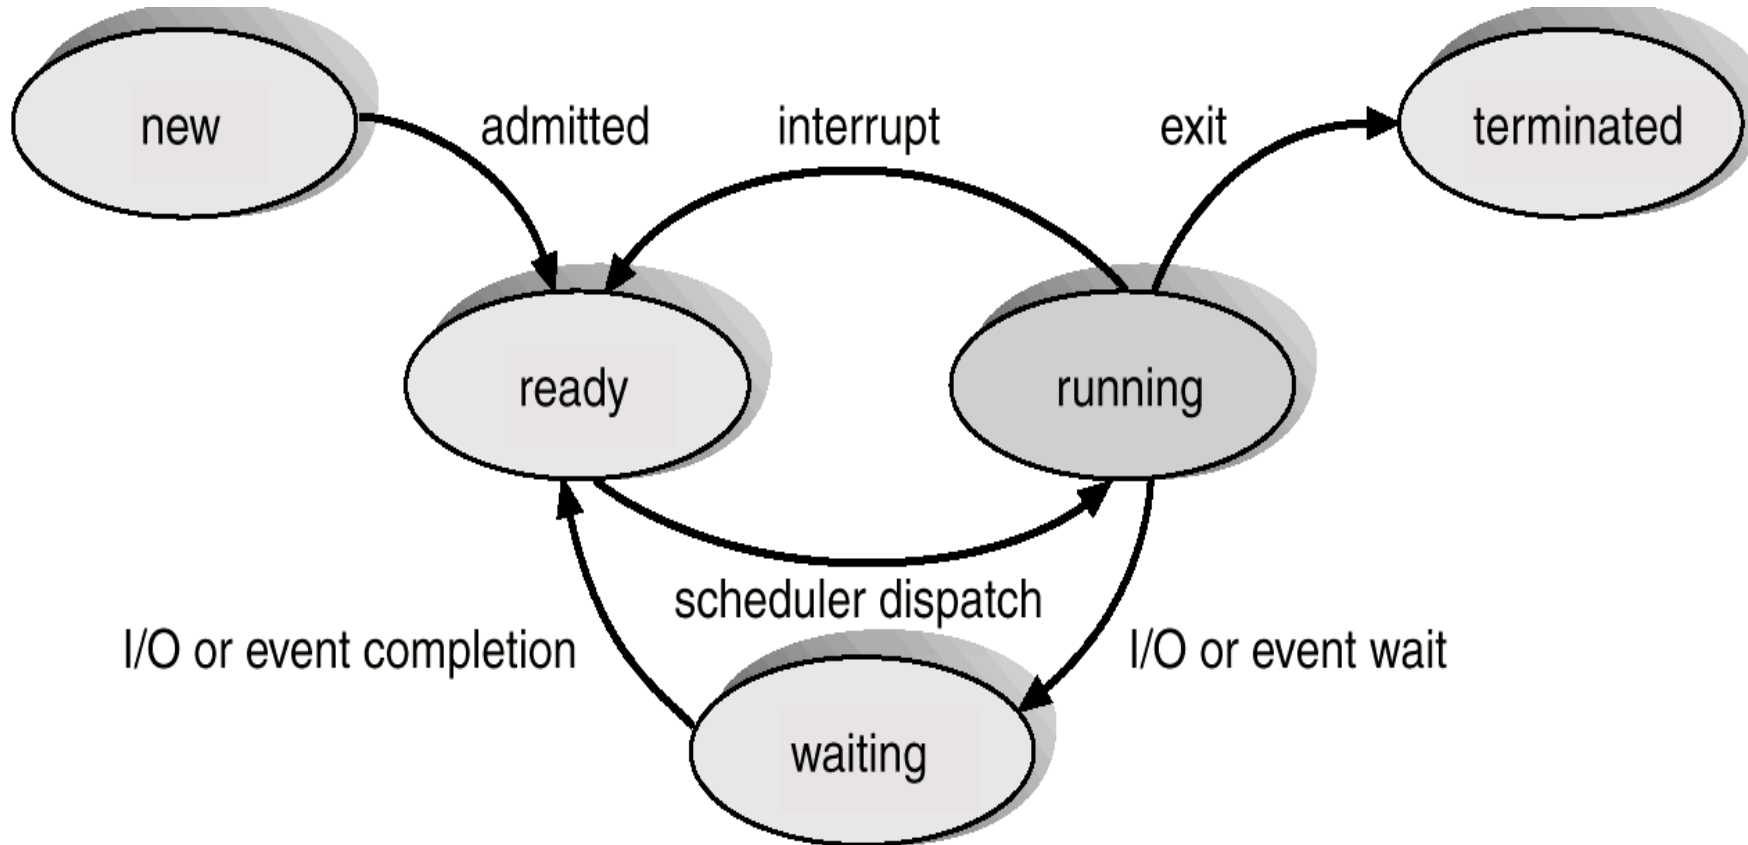 new
admitted
interrupt
exit
terminated
ready
running
scheduler dispatch
I/O or event completion
I/O or event wait
waiting